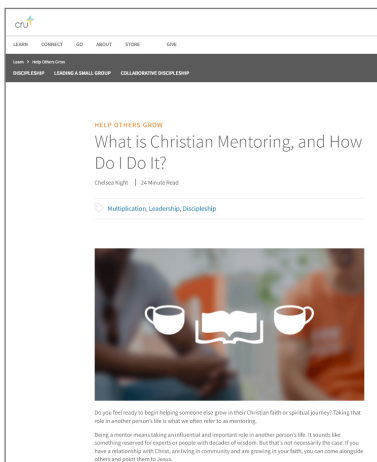 cru
LEARN CONNECT GO ABOUT STORE GIVE
Learn > Help Others Grow
DISCIPLESHIP LEADING A SMALL GROUP COLLABORATIVE DISCIPLESHIP
HELP OTHERS GROW
What is Christian Mentoring, and How
Do I Do It?
Chelsea Kight | 24 Minute Read
Multiplication, Leadership, Discipleship
Do you feel ready to begin helping someone else grow in their Christian faith or spiritual journey? Taking that
role in another person's life is what we often refer to as mentoring.
Being a mentor means taking an influential and important role in another person's life. It sounds like
something reserved for experts or people with decades of wisdom. But that's not necessarily the case. If you
have a relationship with Christ, are living in community and are growing in your faith, you can come alongside
others and point them to Jesus.